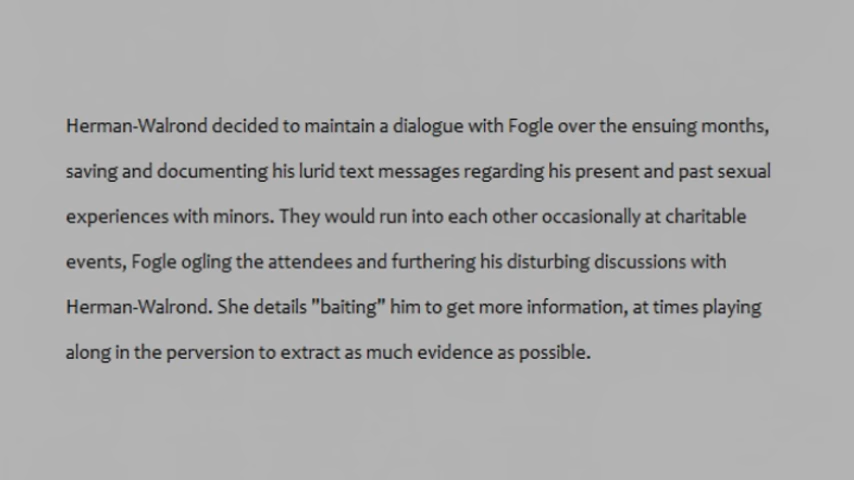 Herman-Walrond decided to maintain a dialogue with Fogle over the ensuing months,
saving and documenting his lurid text messages regarding his present and past sexual
experiences with minors. They would run into each other occasionally at charitable
events, Fogle ogling the attendees and furthering his disturbing discussions with
Herman-Walrond. She details "baiting" him to get more information, at times playing
along in the perversion to extract as much evidence as possible.